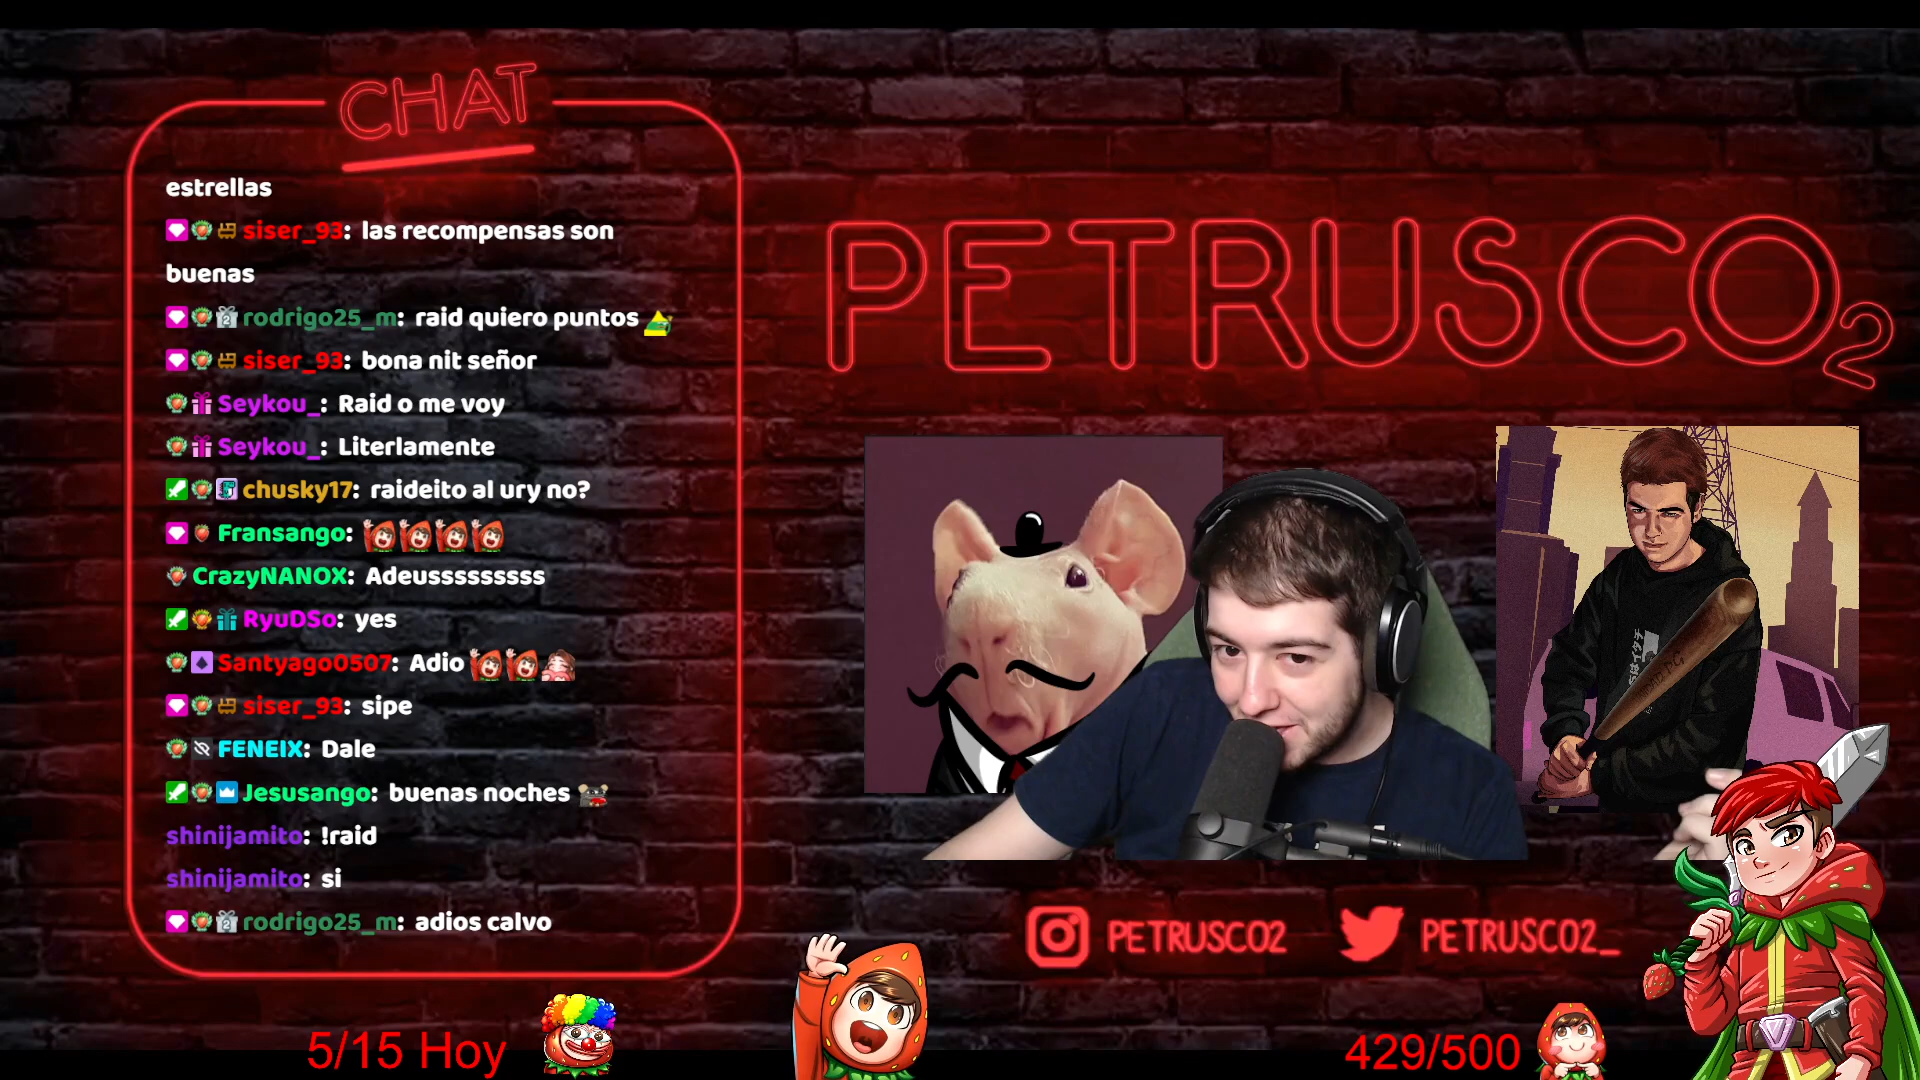 CHAT
estrellas
siser_93: las recompensas son
buenas
rodrigo25_m: raid quiero puntos
siser_93: bona nit señor
Seykou_: Raid o me voy
Seykou_: Literlamente
chusky17: raideito al ury no?
Fransango:
CrazyNANOX: Adeusssssssss
RyuDSo: yes
Santyago0507: Adio
siser_93: sipe
FENEIX: Dale
Jesusango: buenas noches
shinijamito: !raid
shinijamito: si
rodrigo25_m: adios calvo
PETRUSCO2
PETRUSCO2
PETRUSCO2_
5/15 Hoy
429/500